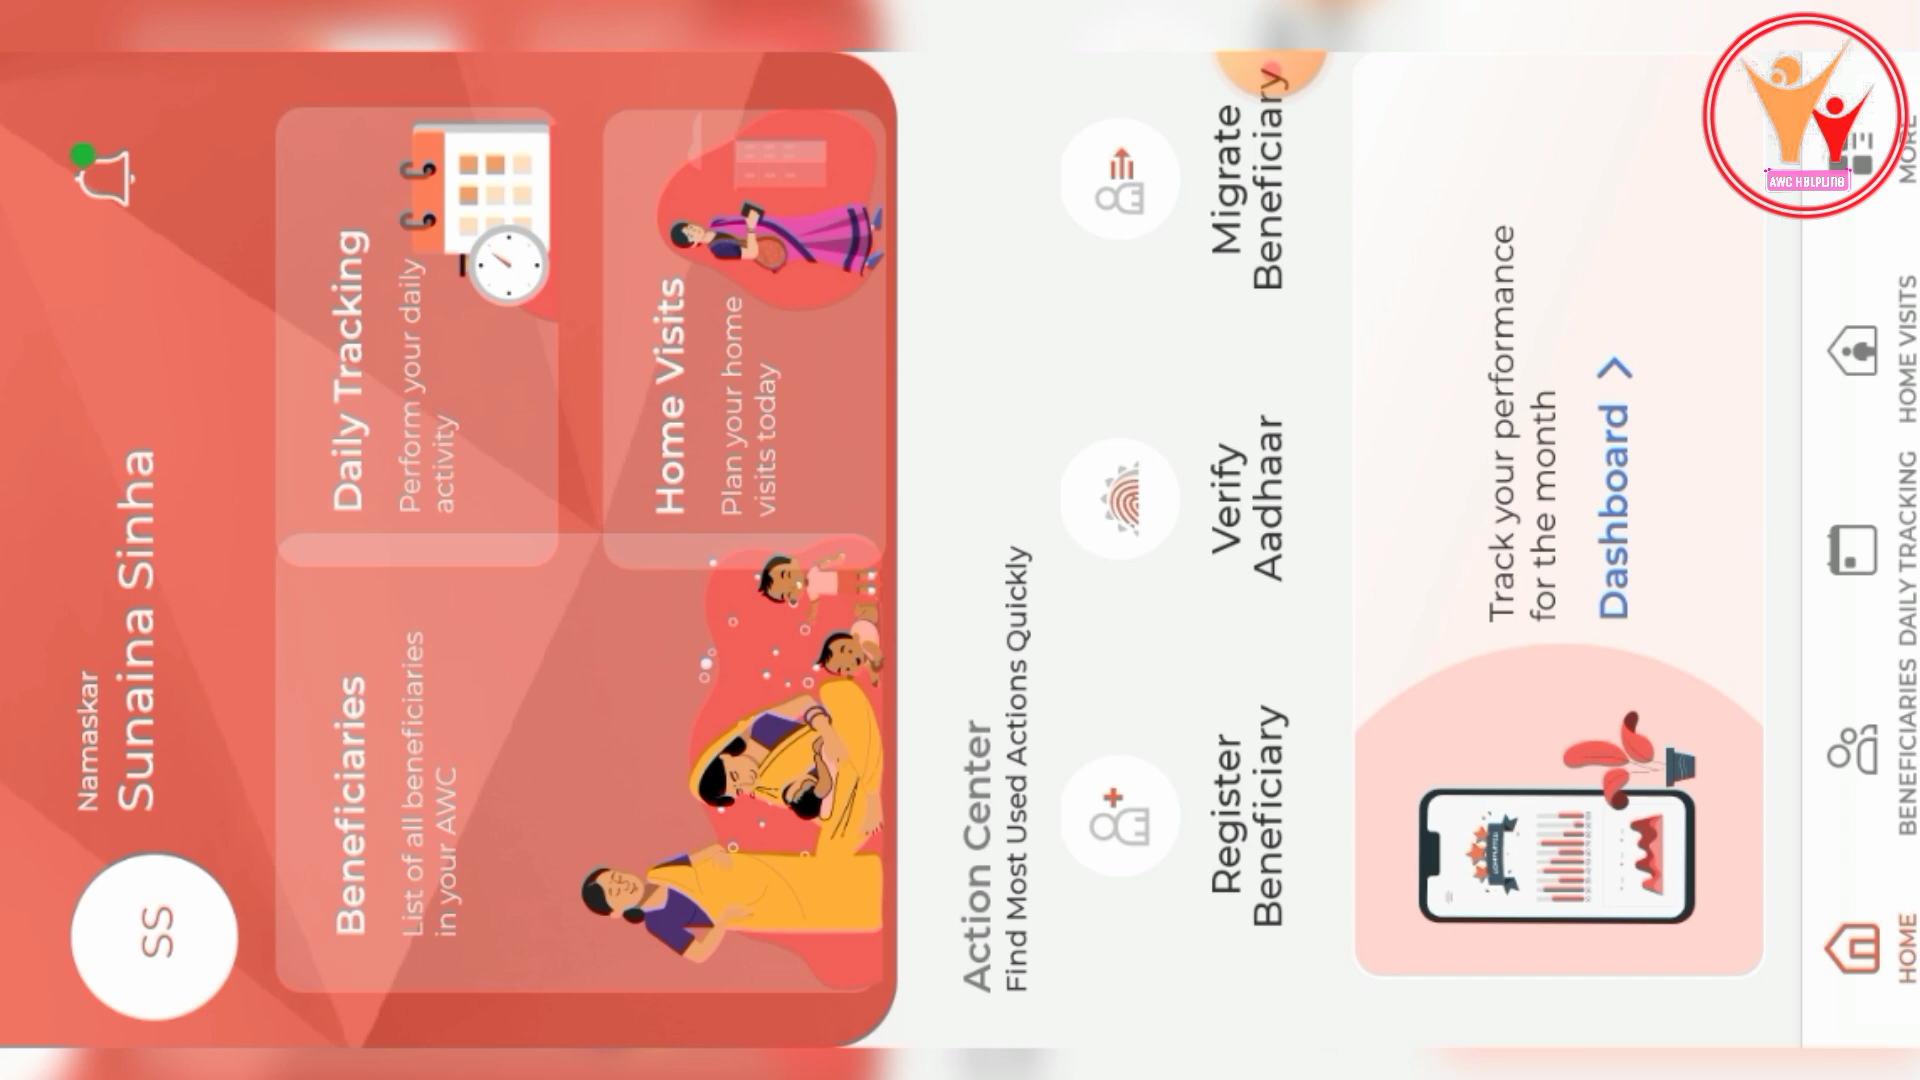 Namaskar
Sunaina Sinha
SS
Beneficiaries
List of all beneficiaries
in your AWC
Daily Tracking
Perform your daily
activity
Home Visits
Plan your home
visits today
Action Center
Find Most Used Actions Quickly
Register
Beneficiary
Verify
Aadhaar
Migrate
Beneficiary
Track your performance
for the month
Dashboard
HOME
BENEFICIARIES
DAILY TRACKING
HOME VISITS
MORE
AWC HELPLINE